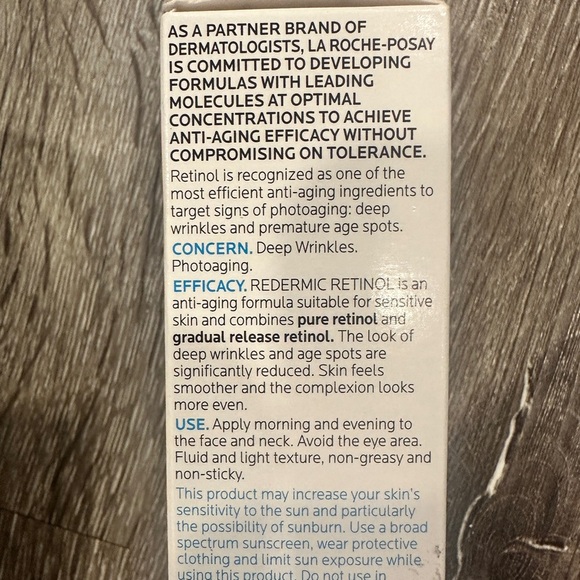 AS A PARTNER BRAND OF
DERMATOLOGISTS, LA ROCHE-POSAY
IS COMMITTED TO DEVELOPING
FORMULAS WITH LEADING
MOLECULES AT OPTIMAL
CONCENTRATIONS TO ACHIEVE
ANTI-AGING EFFICACY WITHOUT
COMPROMISING ON TOLERANCE.
Retinol is recognized as one of the
most efficient anti-aging ingredients to
target signs of photoaging: deep
wrinkles and premature age spots.
CONCERN. Deep Wrinkles.
Photoaging.
EFFICACY. REDERMIC RETINOL is an
anti-aging formula suitable for sensitive
skin and combines pure retinol and
gradual release retinol. The look of
deep wrinkles and age spots are
significantly reduced. Skin feels
smoother and the complexion looks
more even.
USE. Apply morning and evening to
the face and neck. Avoid the eye area.
Fluid and light texture, non-greasy and
non-sticky.
This product may increase your skin's
sensitivity to the sun and particularly
the possibility of sunburn. Use a broad
spectrum sunscreen, wear protective
clothing and limit sun exposure while
using this product. Do not use in